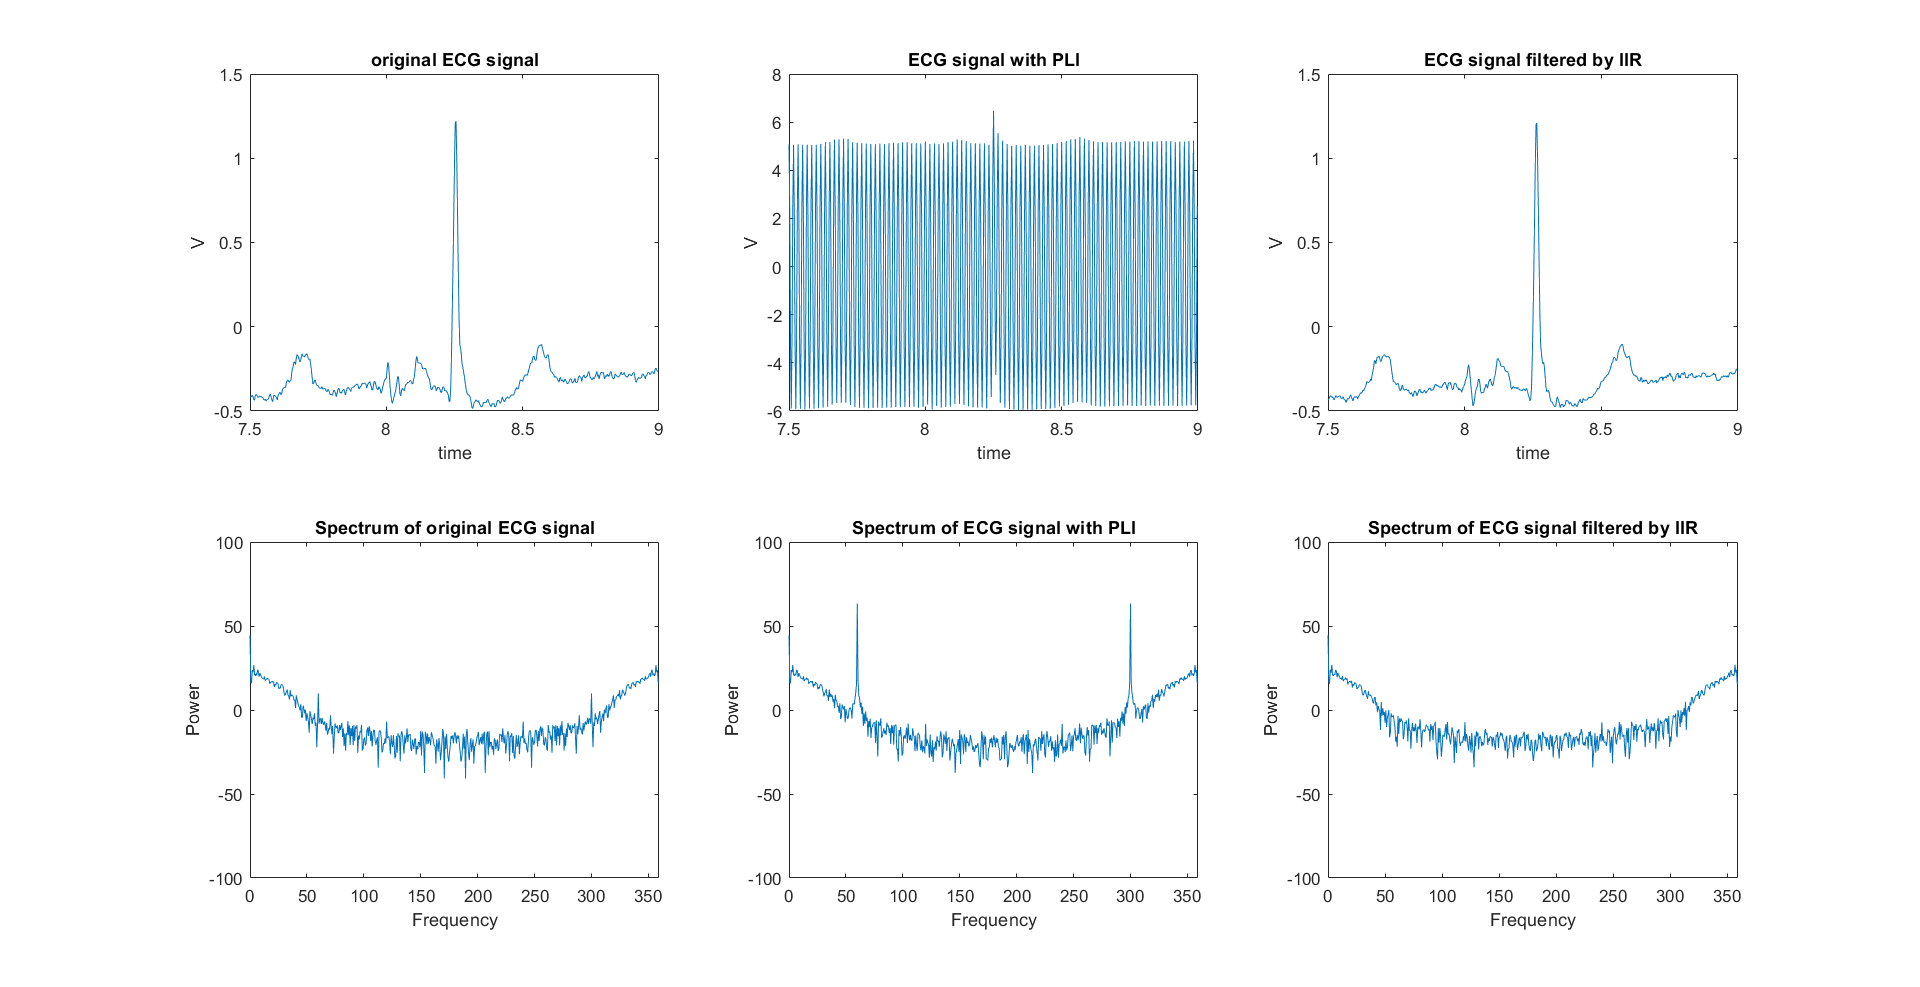 original ECG signal
1.5
1
0.5
0
-0.5
V
7.5 8 8.5 9
time
ECG signal with PLI
8
6
4
2
0
-2
-4
-6
V
7.5 8 8.5 9
time
ECG signal filtered by IIR
1.5
1
0.5
0
-0.5
V
7.5 8 8.5 9
time
Spectrum of original ECG signal
100
50
0
-50
-100
Power
0 50 100 150 200 250 300 350
Frequency
Spectrum of ECG signal with PLI
100
50
0
-50
-100
Power
0 50 100 150 200 250 300 350
Frequency
Spectrum of ECG signal filtered by IIR
100
50
0
-50
-100
Power
0 50 100 150 200 250 300 350
Frequency